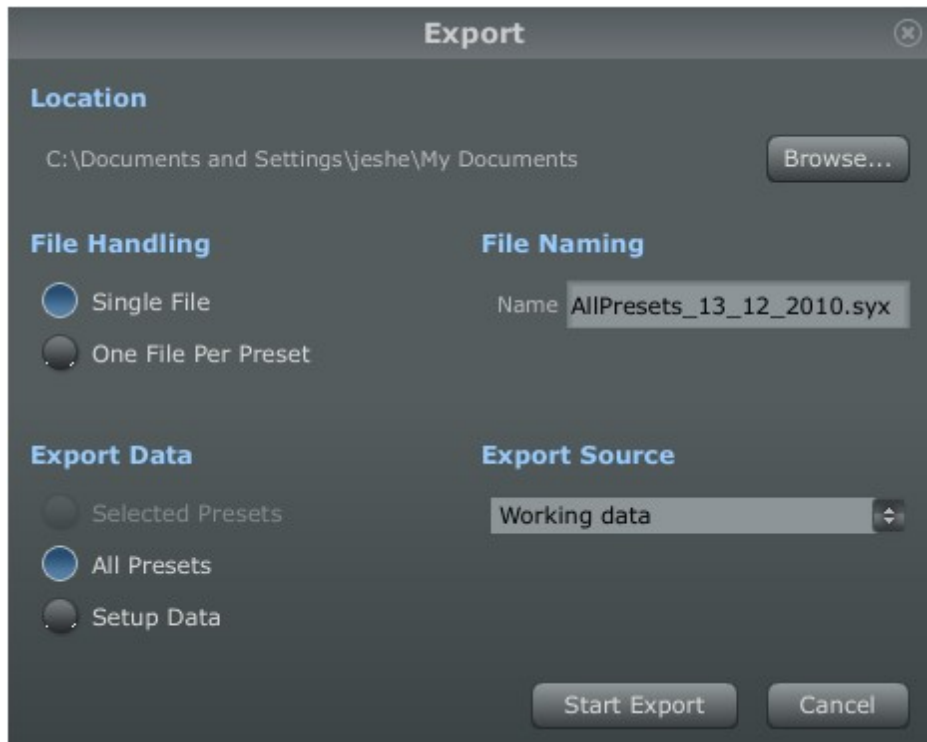 Export
Location
C:\Documents and Settings\jeshe\My Documents
Browse...
File Handling
File Naming
Single File
Name AllPresets_13_12_2010.syx
One File Per Preset
Export Data
Export Source
Selected Presets
Working data
All Presets
Setup Data
Start Export
Cancel